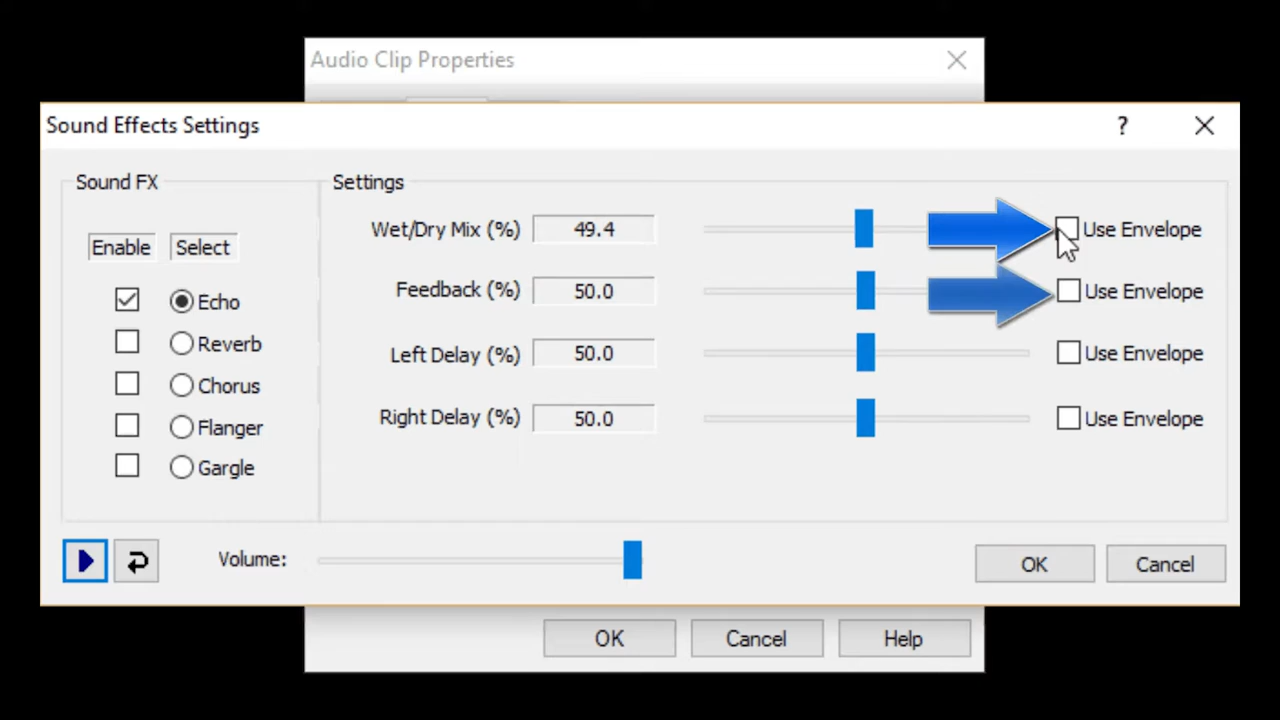 Audio Clip Properties
Sound Effects Settings
?
Sound FX
Settings
Enable Select
Wet/Dry Mix (%) 49.4 Use Envelope
Feedback (%) 50.0 Use Envelope
Left Delay (%) 50.0 Use Envelope
Right Delay (%) 50.0 Use Envelope
Echo
Reverb
Chorus
Flanger
Gargle
Volume:
OK Cancel
OK Cancel Help